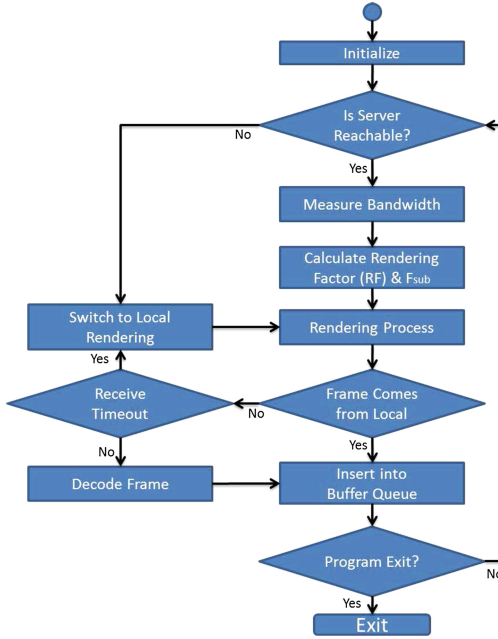 Initialize
Is Server
Reachable?
No
Yes
Measure Bandwidth
Calculate Rendering
Factor (RF) & Fsub
Switch to Local
Rendering
Rendering Process
Yes
Receive
Timeout
No
Frame Comes
from Local
No
Yes
Decode Frame
Insert into
Buffer Queue
Program Exit?
No
Yes
Exit